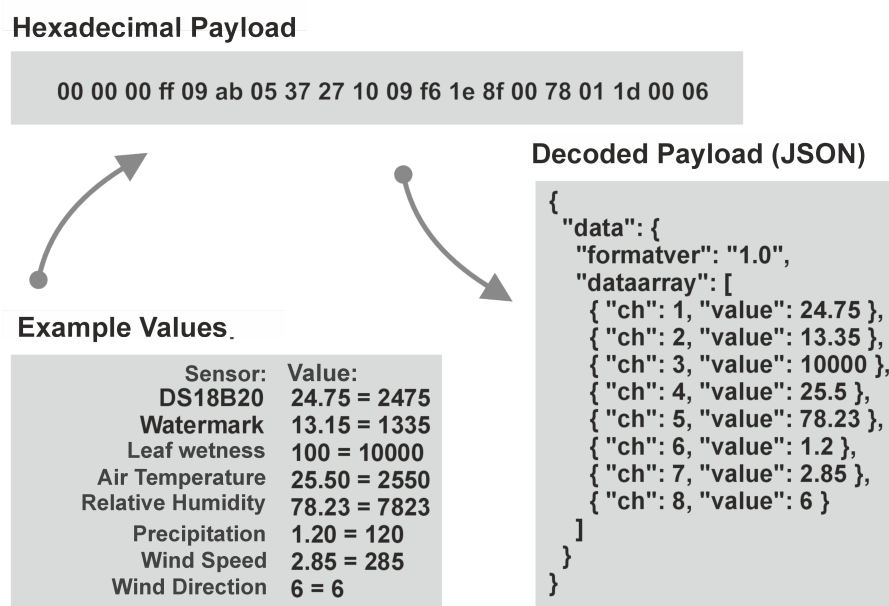 Hexadecimal Payload
00 00 00 ff 09 ab 05 37 27 10 09 f6 1e 8f 00 78 01 1d 00 06
Decoded Payload (JSON)
{
"data": {
"formatver": "1.0",
"dataarray": [
{ "ch": 1, "value": 24.75 },
{ "ch": 2, "value": 13.35 },
{ "ch": 3, "value": 10000 },
{ "ch": 4, "value": 25.5 },
{ "ch": 5, "value": 78.23 },
{ "ch": 6, "value": 1.2 },
{ "ch": 7, "value": 2.85 },
{ "ch": 8, "value": 6 }
]
}
}
Example Values.
Sensor: Value:
DS18B20 24.75 = 2475
Watermark 13.15 = 1335
Leaf wetness 100 = 10000
Air Temperature 25.50 = 2550
Relative Humidity 78.23 = 7823
Precipitation 1.20 = 120
Wind Speed 2.85 = 285
Wind Direction 6 = 6